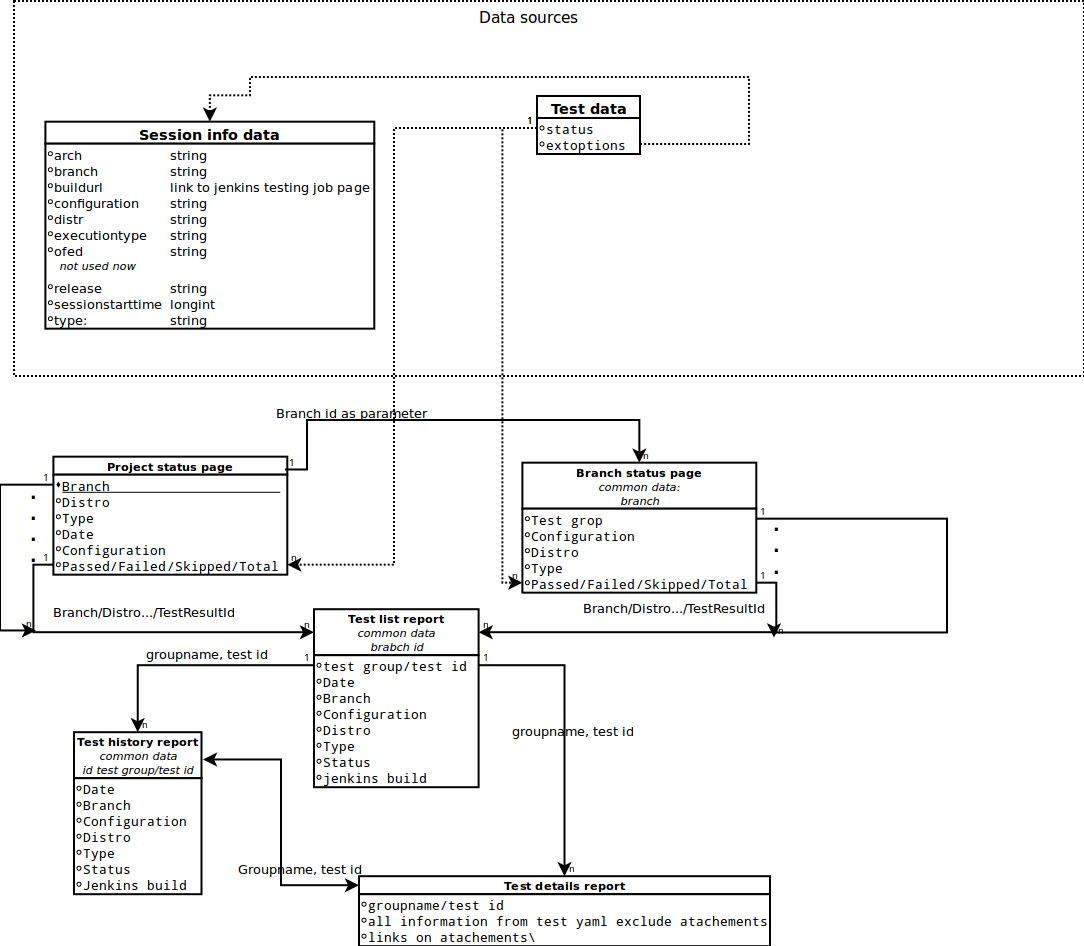 Data sources
Test data
1
status
extoptions
Session info data
arch string
branch string
buildurl link to jenkins testing job page
configuration string
distr string
executiontype string
ofed string
not used now
release string
sessionstarttime longint
type: string
Branch id as parameter
Project status page
1
1
Branch
Distro
Type
Date
Configuration
1
n
Passed/Failed/Skipped/Total
n
Branch status page
common data:
branch
1
Test grop
Configuration
Distro
Type
1
n
Passed/Failed/Skipped/Total
Branch/Distro.../TestResultId
Branch/Distro.../TestResultId
n
n
n
n
Test list report
common data
brabch id
1
1
test group/test id
Date
Branch
Configuration
Distro
Type
Status
jenkins build
groupname, test id
groupname, test id
n
Test history report
common data
id test group/test id
Date
Branch
Configuration
Distro
Type
Status
Jenkins build
Groupname, test id
n
Test details report
groupname/test id
all information from test yaml exclude atachements
links on atachements\